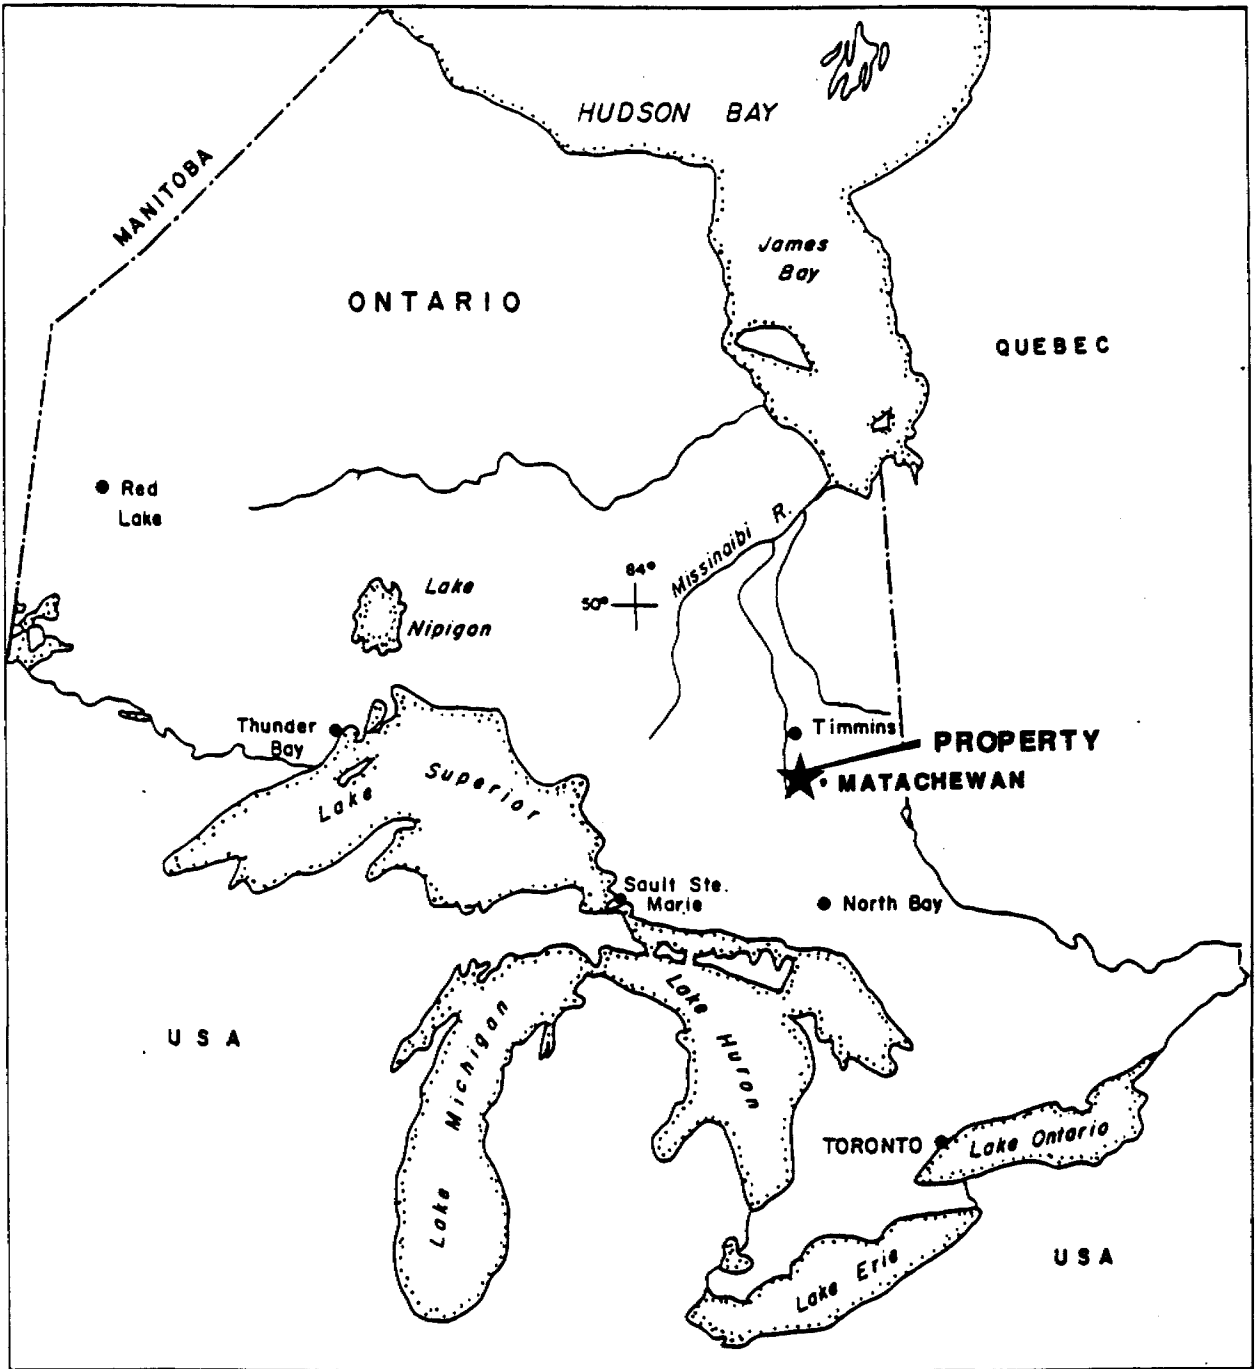 HUDSON BAY
MANITOBA
James
Bay
ONTARIO
QUEBEC
Red
Lake
Missinaibi R.
84°
50°
Lake
Nipigon
Thunder
Bay
Timmins
PROPERTY
MATACHEWAN
Lake Superior
Sault Ste.
Marie
North Bay
Lake Huron
USA
Lake Michigan
TORONTO
Lake Ontario
Lake Erie
USA